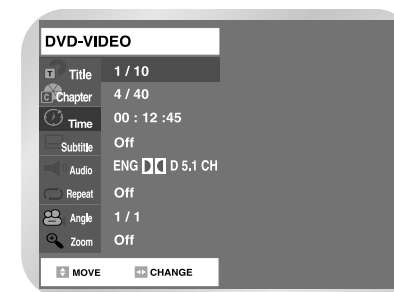 DVD-VIDEO
T Title 1 / 10
C Chapter 4 / 40
Time 00 : 12 :45
Subtitle Off
Audio ENG D 5.1 CH
Repeat Off
Angle 1 / 1
Zoom Off
MOVE CHANGE